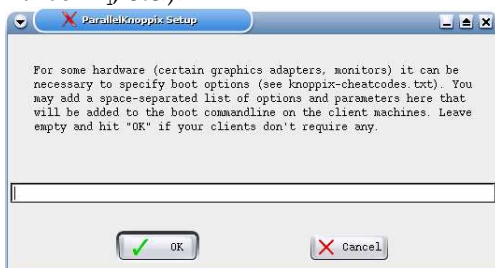 ParallelKnoppix Setup
For some hardware (certain graphics adapters, monitors) it can be
necessary to specify boot options (see knoppix-cheatcodes.txt). You
may add a space-separated list of options and parameters here that
will be added to the boot commandline on the client machines. Leave
empty and hit "OK" if your clients don't require any.
OK
Cancel